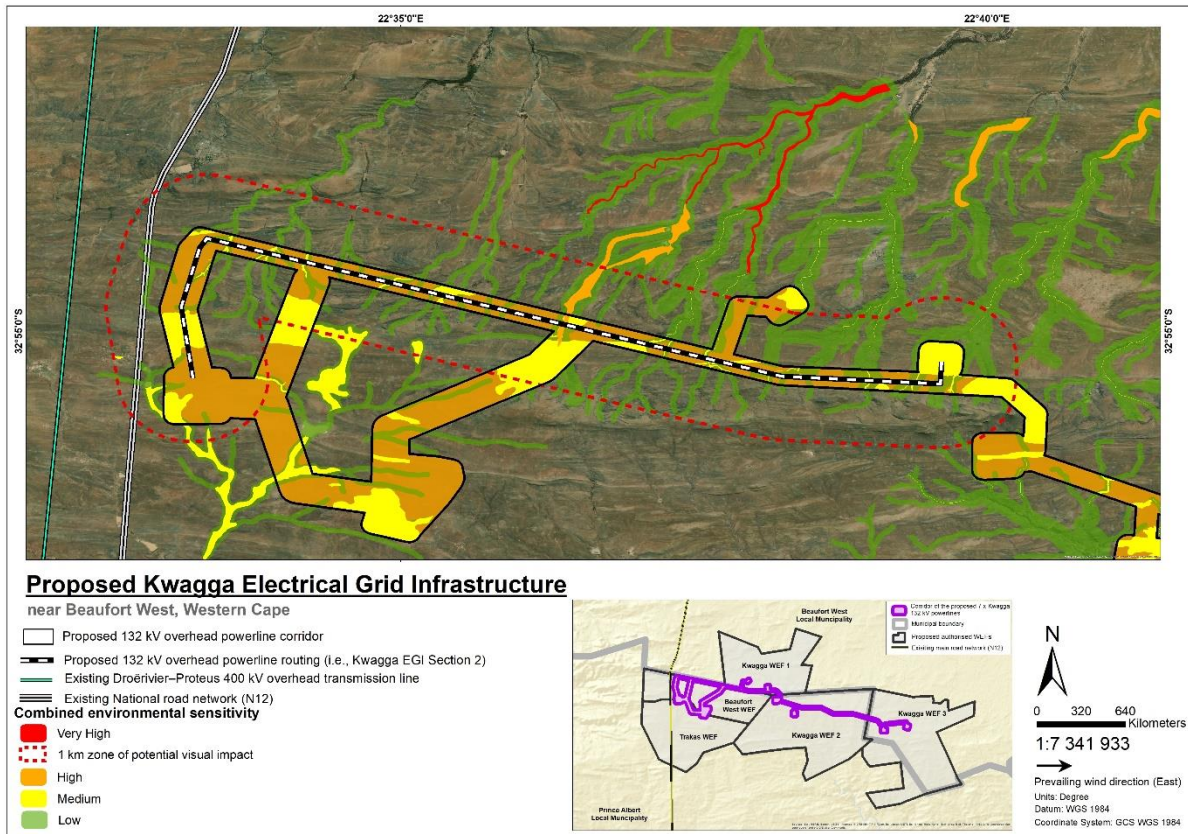 22°35'0"E
22°40'0"E
32°55'0"S
32°55'0"S
Proposed Kwagga Electrical Grid Infrastructure
near Beaufort West, Western Cape
Proposed 132 kV overhead powerline corridor
Proposed 132 kV overhead powerline routing (i.e., Kwagga EGI Section 2)
Existing Droërivier–Proteus 400 kV overhead transmission line
Existing National road network (N12)
Combined environmental sensitivity
Very High
1 km zone of potential visual impact
High
Medium
Low
Beaufort West
Local Municpality
Corridor of the proposed 7 x Kwagga
132 kV powerlines
Municipal boundary
Proposed authorised WEFs
Existing main road network (N12)
Kwagga WEF 1
Beaufort
West WEF
Kwagga WEF 3
Trakas WEF
Kwagga WEF 2
Prince Albert
Local Municipality
N
0 320 640
Kilometers
1:7 341 933
Prevailing wind direction (East)
Units: Degree
Datum: WGS 1984
Coordinate System: GCS WGS 1984